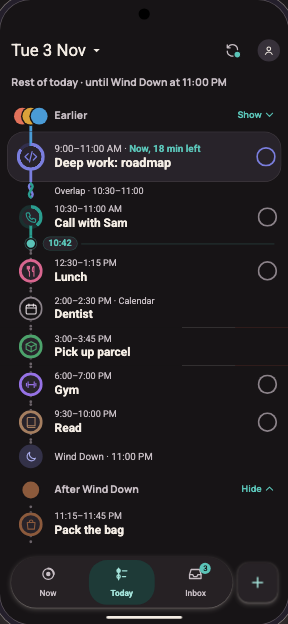 Tue 3 Nov
Rest of today · until Wind Down at 11:00 PM
Earlier
Show
9:00–11:00 AM · Now, 18 min left
Deep work: roadmap
Overlap · 10:30–11:00
10:30–11:00 AM
Call with Sam
10:42
12:30–1:15 PM
Lunch
2:00–2:30 PM · Calendar
Dentist
3:00–3:45 PM
Pick up parcel
6:00–7:00 PM
Gym
9:30–10:00 PM
Read
Wind Down · 11:00 PM
After Wind Down
Hide
11:15–11:45 PM
Pack the bag
3
Now
Today
Inbox